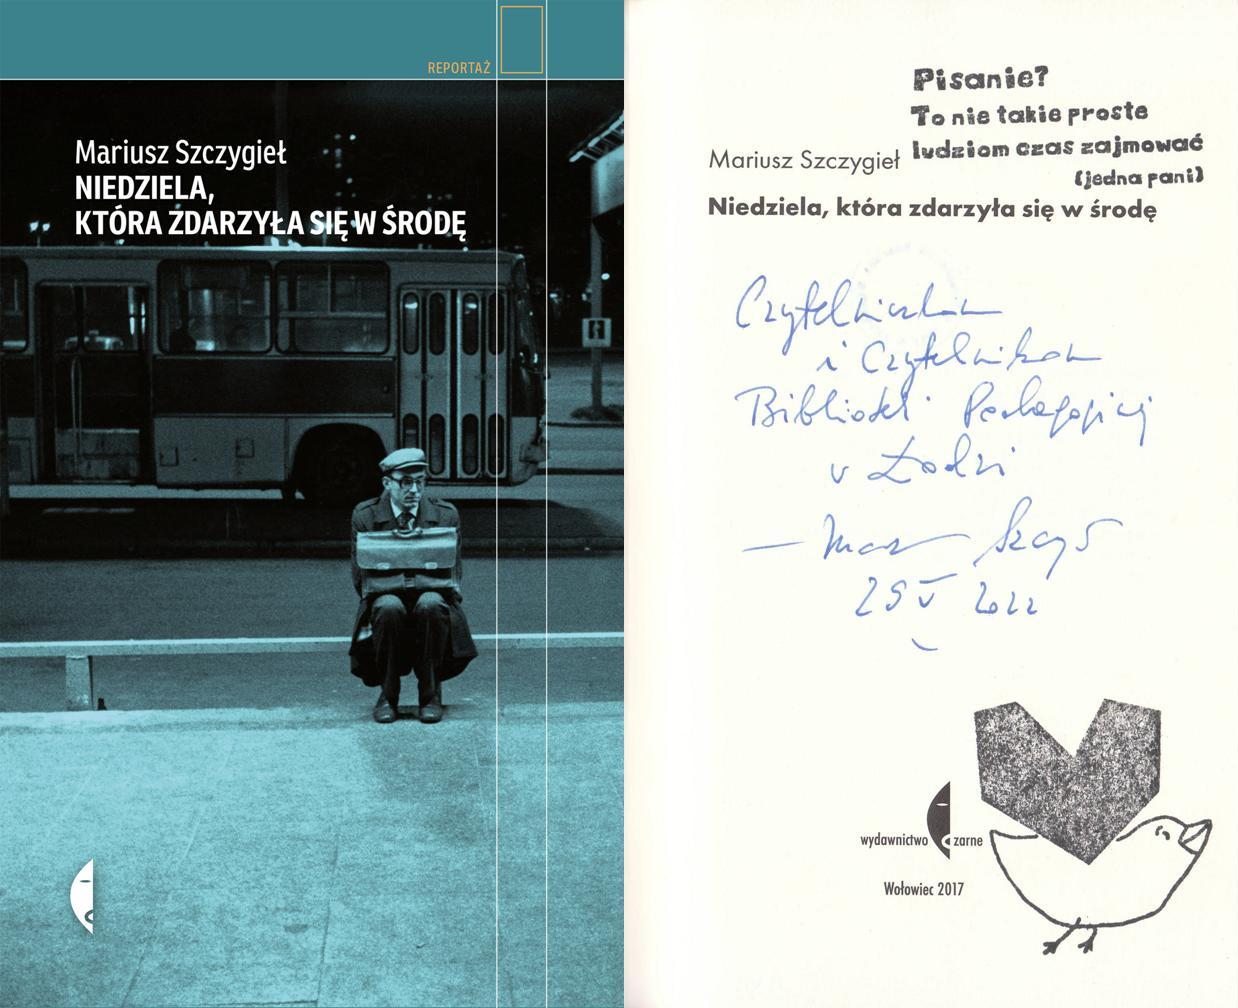 REPORTAŻ
Mariusz Szczygieł
NIEDZIELA,
KTÓRA ZDARZYŁA SIĘ W ŚRODĘ
Pisanie?
To nie takie proste
ludziom czas zajmować
(jedna pani)
Mariusz Szczygieł
Niedziela, która zdarzyła się w środę
Czytelniczkom
i Czytelnikom
Biblioteki Pedagogicznej
w Łodzi
25 V 2022
wydawnictwo czarne
Wołowiec 2017